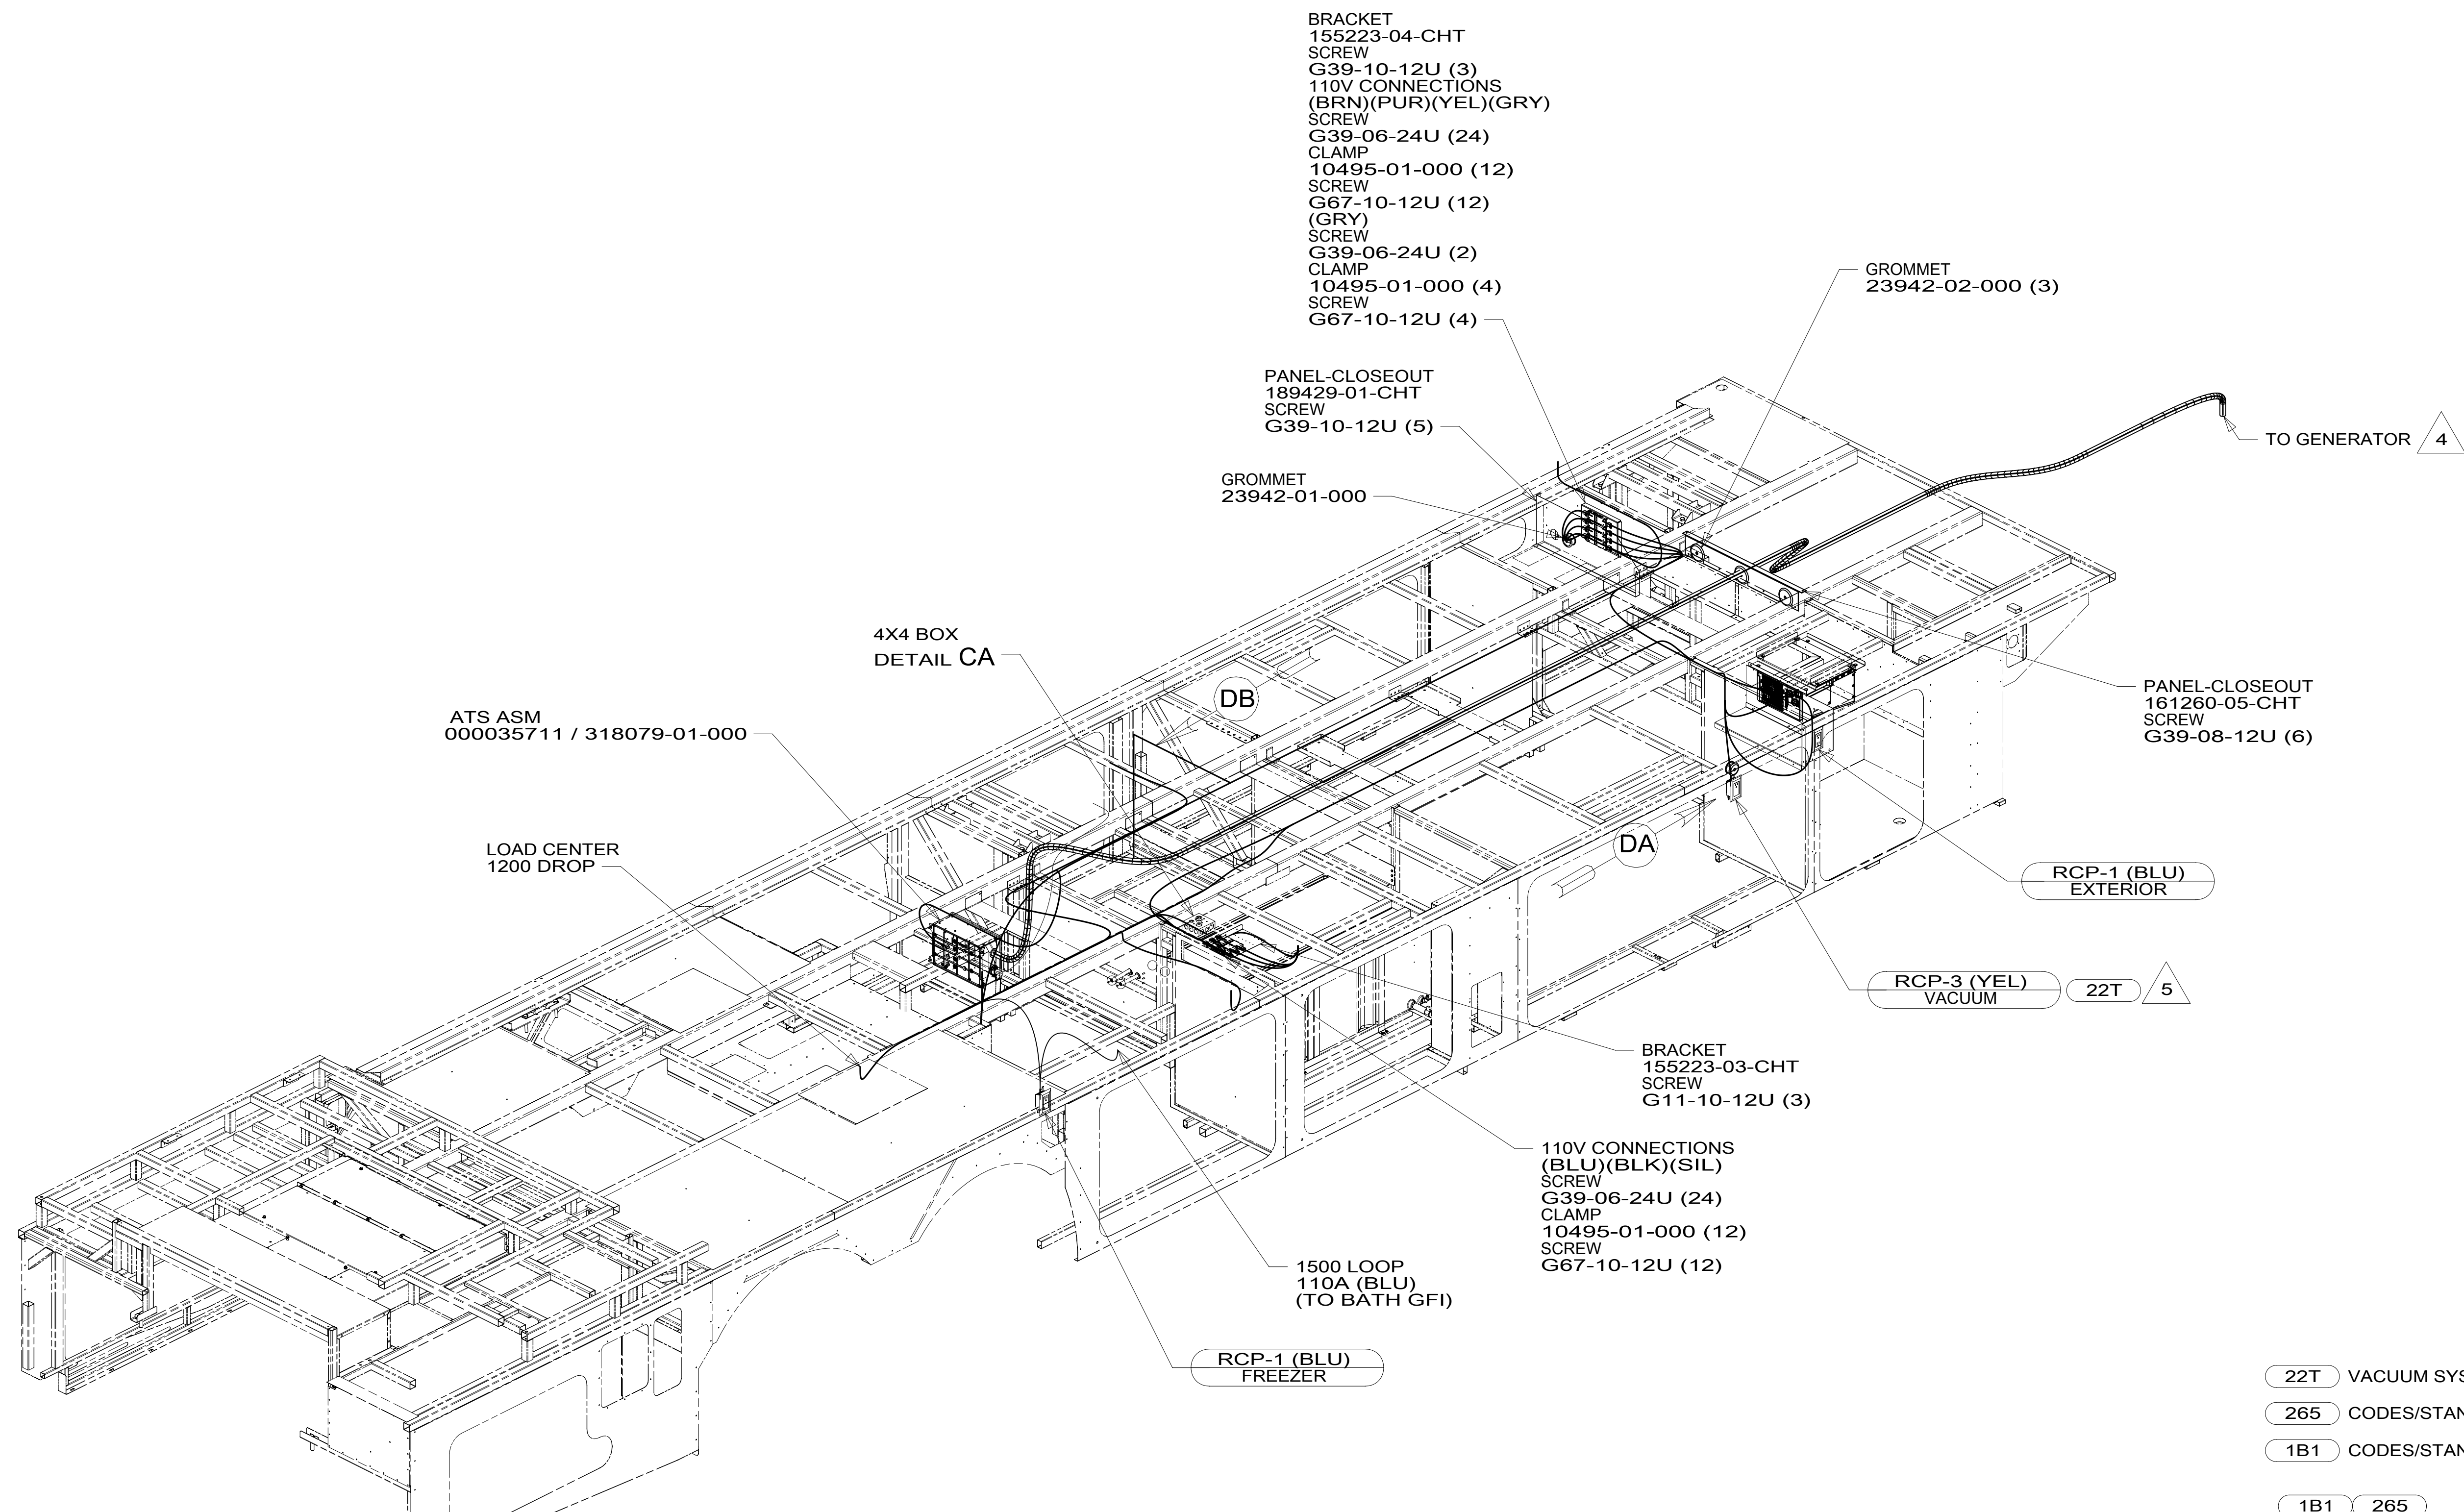 BRACKET
155223-04-CHT
SCREW
G39-10-12U (3)
110V CONNECTIONS
(BRN)(PUR)(YEL)(GRY)
SCREW
G39-06-24U (24)
CLAMP
10495-01-000 (12)
SCREW
G67-10-12U (12)
(GRY)
SCREW
G39-06-24U (2)
CLAMP
10495-01-000 (4)
SCREW
G67-10-12U (4)
GROMMET
23942-02-000 (3)
PANEL-CLOSEOUT
189429-01-CHT
SCREW
G39-10-12U (5)
TO GENERATOR 4
GROMMET
23942-01-000
4X4 BOX
DETAIL CA
DB
PANEL-CLOSEOUT
161260-05-CHT
SCREW
G39-08-12U (6)
ATS ASM
000035711 / 318079-01-000
LOAD CENTER
1200 DROP
DA
RCP-1 (BLU)
EXTERIOR
RCP-3 (YEL)
VACUUM
22T 5
BRACKET
155223-03-CHT
SCREW
G11-10-12U (3)
110V CONNECTIONS
(BLU)(BLK)(SIL)
SCREW
G39-06-24U (24)
CLAMP
10495-01-000 (12)
SCREW
G67-10-12U (12)
1500 LOOP
110A (BLU)
(TO BATH GFI)
RCP-1 (BLU)
FREEZER
22T VACUUM SYS
265 CODES/STAN
1B1 CODES/STAN
1B1 265